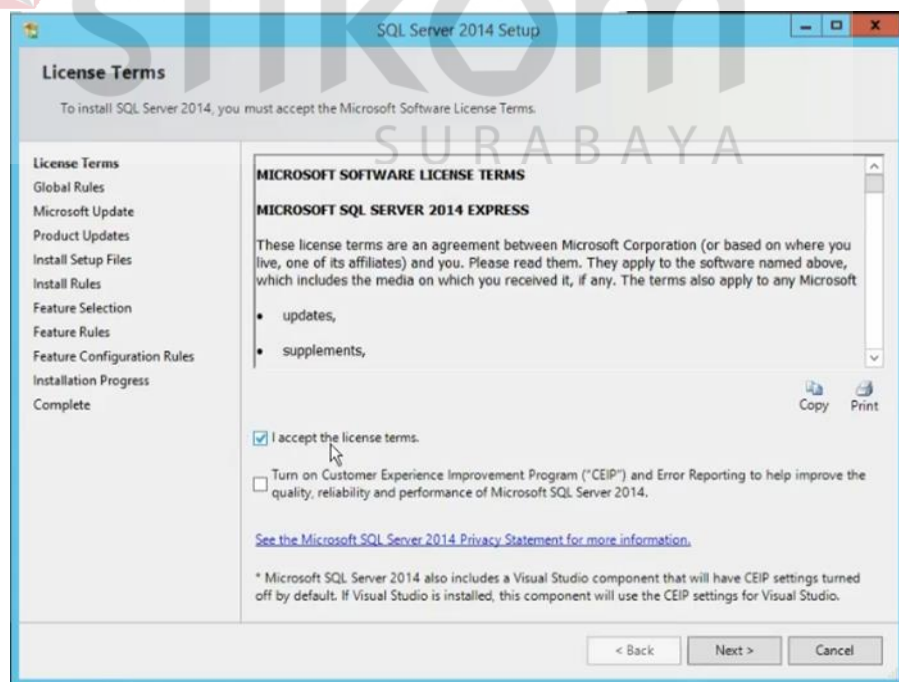 SQL Server 2014 Setup
License Terms
To install SQL Server 2014, you must accept the Microsoft Software License Terms.
SURABAYA
License Terms
Global Rules
Microsoft Update
Product Updates
Install Setup Files
Install Rules
Feature Selection
Feature Rules
Feature Configuration Rules
Installation Progress
Complete
MICROSOFT SOFTWARE LICENSE TERMS
MICROSOFT SQL SERVER 2014 EXPRESS
These license terms are an agreement between Microsoft Corporation (or based on where you
live, one of its affiliates) and you. Please read them. They apply to the software named above,
which includes the media on which you received it, if any. The terms also apply to any Microsoft
• updates,
• supplements,
Copy Print
I accept the license terms.
Turn on Customer Experience Improvement Program ("CEIP") and Error Reporting to help improve the
quality, reliability and performance of Microsoft SQL Server 2014.
See the Microsoft SQL Server 2014 Privacy Statement for more information.
* Microsoft SQL Server 2014 also includes a Visual Studio component that will have CEIP settings turned
off by default. If Visual Studio is installed, this component will use the CEIP settings for Visual Studio.
< Back Next > Cancel